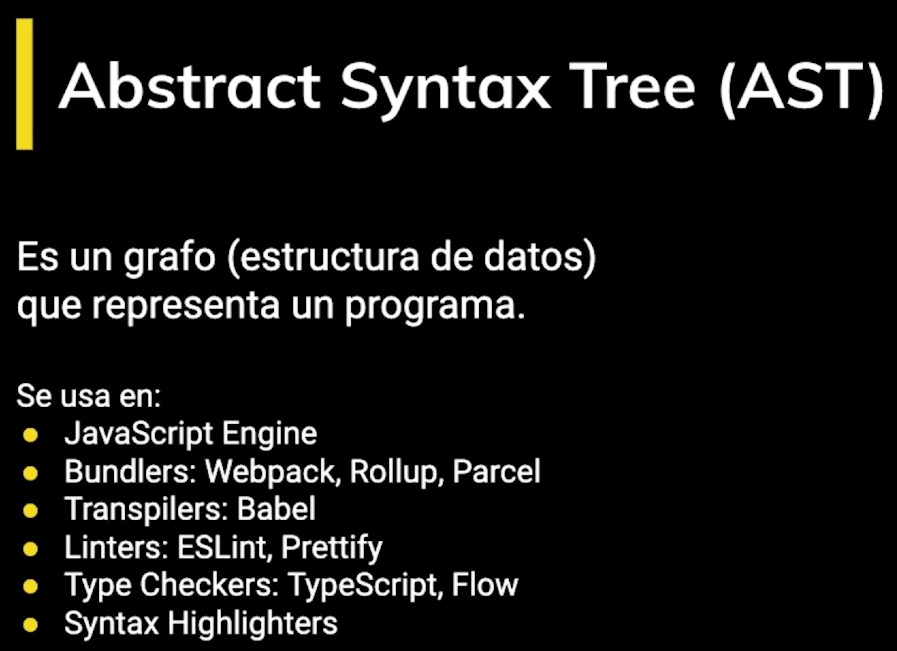 Abstract Syntax Tree (AST)
Es un grafo (estructura de datos)
que representa un programa.
Se usa en:
● JavaScript Engine
● Bundlers: Webpack, Rollup, Parcel
● Transpilers: Babel
● Linters: ESLint, Prettify
● Type Checkers: TypeScript, Flow
● Syntax Highlighters